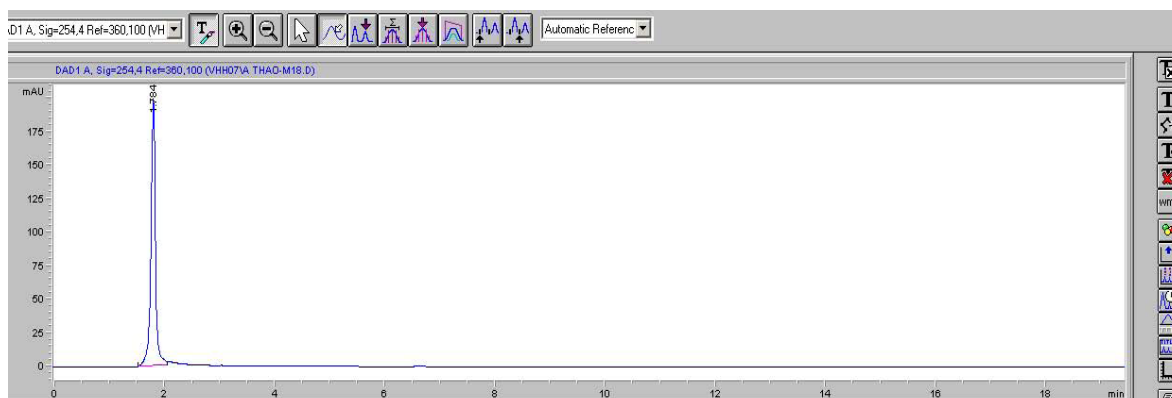 AD1 A, Sig=254,4 Ref=360,100 (VH
Automatic Referenc
DAD1 A, Sig=254,4 Ref=360,100 (VHH07\A THAO-M18.D)
mAU
1.784
175
150
125
100
75
50
25
0
0 2 4 6 8 10 12 14 16 18 min